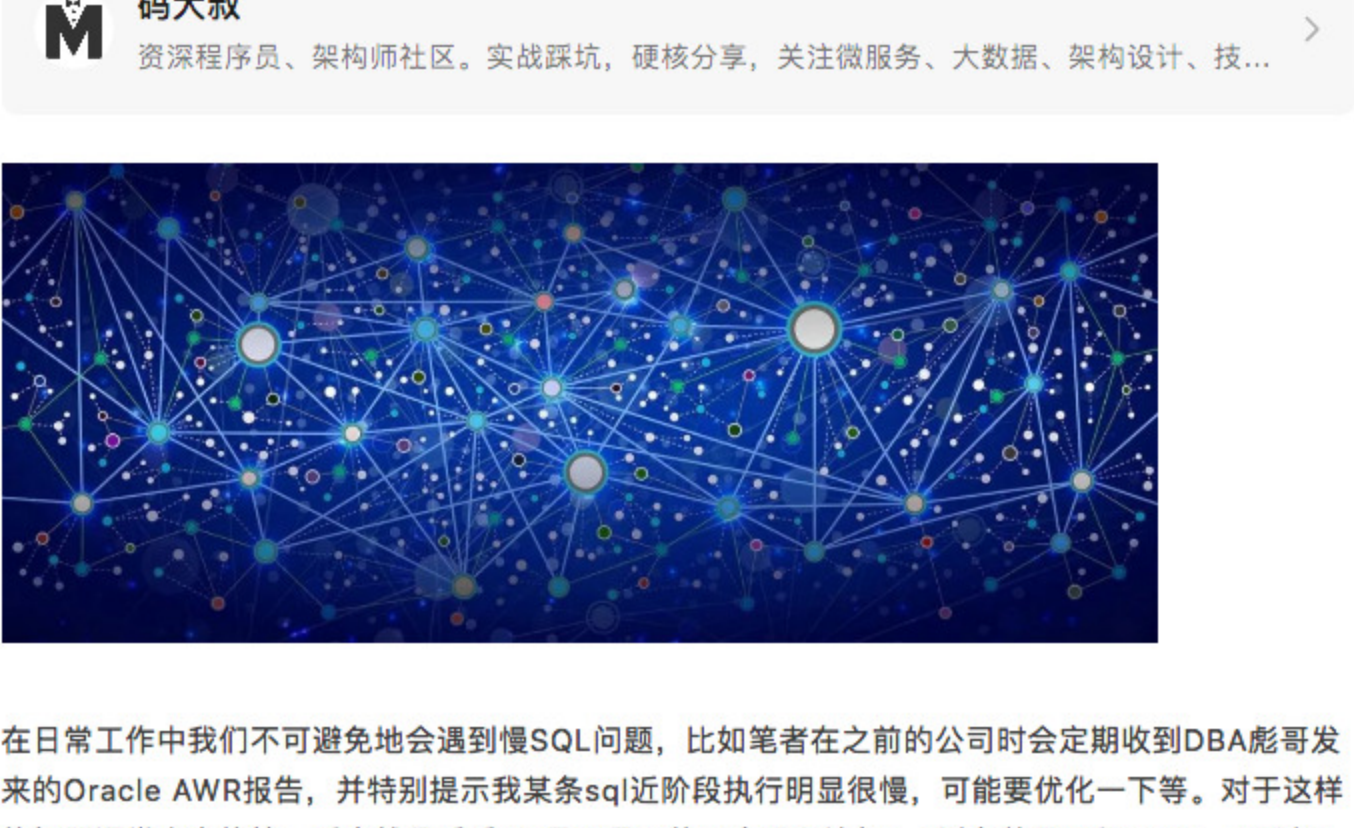 码大叔
资深程序员、架构师社区。实战踩坑，硬核分享，关注微服务、大数据、架构设计、技...
在日常工作中我们不可避免地会遇到慢SQL问题，比如笔者在之前的公司时会定期收到DBA彪哥发
来的Oracle AWR报告，并特别提示我某条sql近阶段执行明显很慢，可能要优化一下等。对于这样